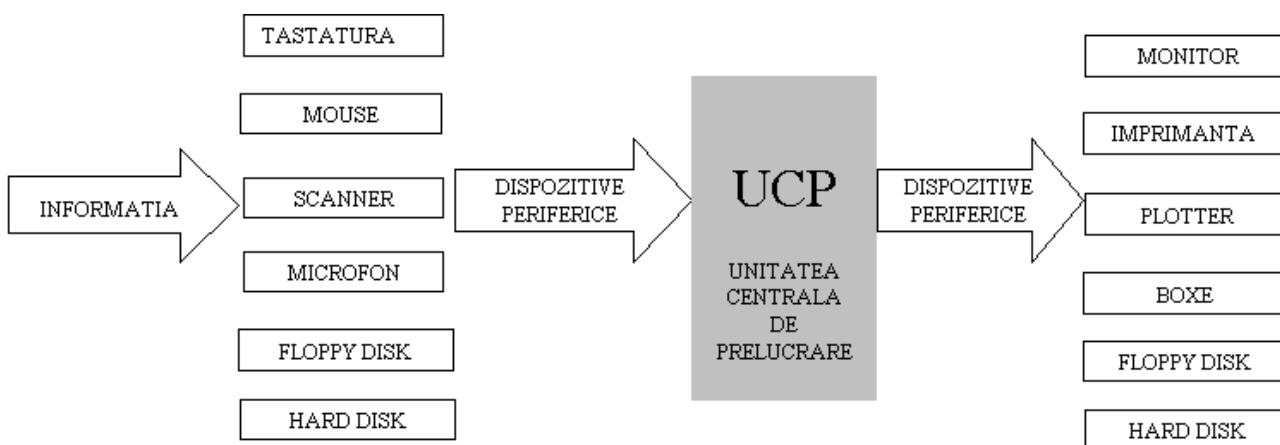 INFORMATIA
TASTATURA
MOUSE
SCANNER
MICROFON
FLOPPY DISK
HARD DISK
DISPOZITIVE
PERIFERICE
UCP
UNITATEA
CENTRALA
DE
PRELUCRARE
DISPOZITIVE
PERIFERICE
MONITOR
IMPRIMANTA
PLOTTER
BOXE
FLOPPY DISK
HARD DISK